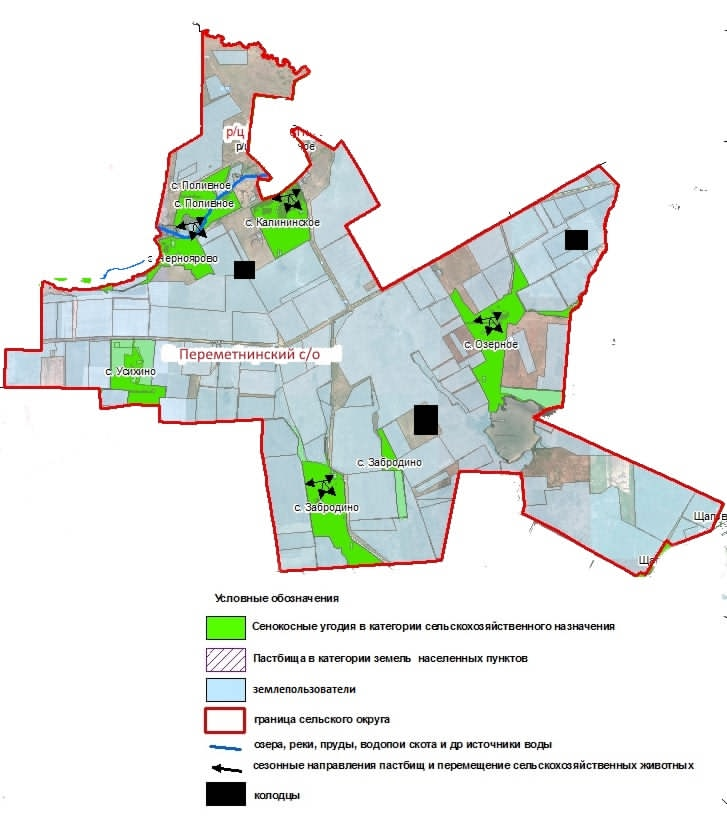 р/ц
р/ц
с. Поливное
с. Поливное
с. Калининское
с. Чернояров
Переметнинский с/о
с. Озерное
с. Усихино
с. Забродино
с. Забродино
Условные обозначения
Сенокосные угодия в категории сельскохозяйственного назначения
Пастбища в категории земель населенных пунктов
землепользователи
граница сельского округа
озера, реки, пруды, водопои скота и др источники воды
сезонные направления пастбищ и перемещение сельскохозяйственных животных
колодцы